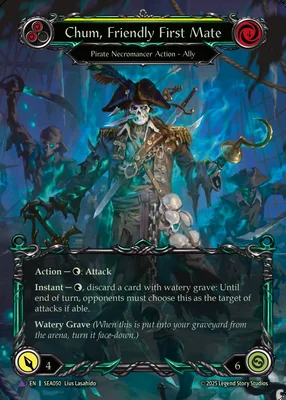 Chum, Friendly First Mate
Pirate Necromancer Action - Ally
Action — : Attack
Instant — , discard a card with watery grave: Until
end of turn, opponents must choose this as the target
of attacks if able.
Watery Grave (When this is put into your graveyard from
the arena, turn it face-down.)
4
6
EN
SEA050
Lius Lasahido
© 2025 Legend Story Studios